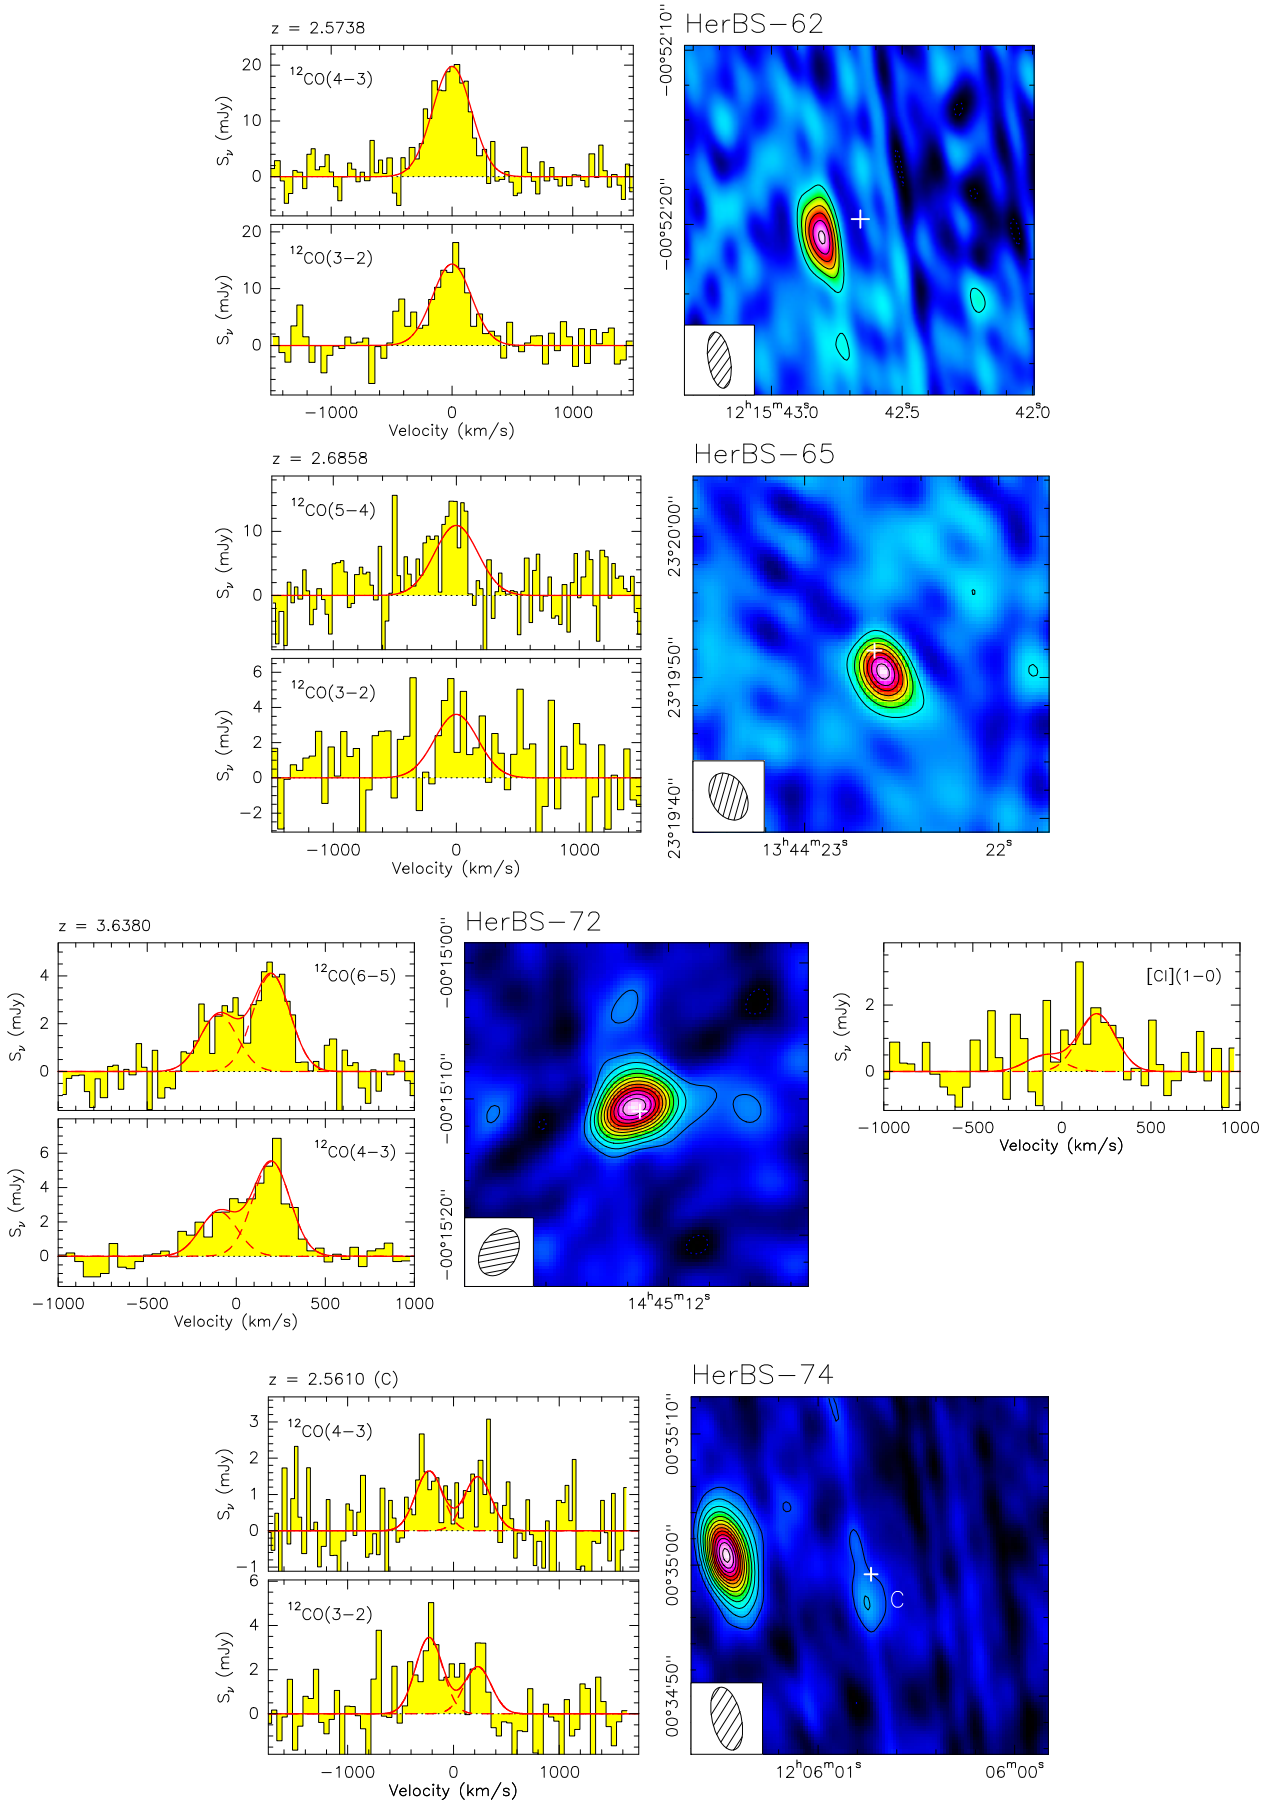 z = 2.5738
HerBS−62
¹²CO(4−3)
20
10
0
Sν (mJy)
¹²CO(3−2)
20
10
0
Sν (mJy)
−1000 0 1000
Velocity (km/s)
−00°52'10"
−00°52'20"
12ʰ15ᵐ43ˢ.0 42ˢ.5 42ˢ.0
z = 2.6858
HerBS−65
¹²CO(5−4)
10
0
Sν (mJy)
¹²CO(3−2)
6
4
2
0
−2
Sν (mJy)
−1000 0 1000
Velocity (km/s)
23°20'00"
23°19'50"
23°19'40"
13ʰ44ᵐ23ˢ 22ˢ
z = 3.6380
HerBS−72
¹²CO(6−5)
4
2
0
Sν (mJy)
¹²CO(4−3)
6
4
2
0
Sν (mJy)
−1000 −500 0 500 1000
Velocity (km/s)
−00°15'00"
−00°15'10"
−00°15'20"
14ʰ45ᵐ12ˢ
[CI](1−0)
2
0
Sν (mJy)
−1000 −500 0 500 1000
Velocity (km/s)
z = 2.5610 (C)
HerBS−74
¹²CO(4−3)
3
2
1
0
−1
Sν (mJy)
¹²CO(3−2)
6
4
2
0
Sν (mJy)
−1000 0 1000
Velocity (km/s)
00°35'10"
00°35'00"
00°34'50"
C
12ʰ06ᵐ01ˢ 06ᵐ00ˢ